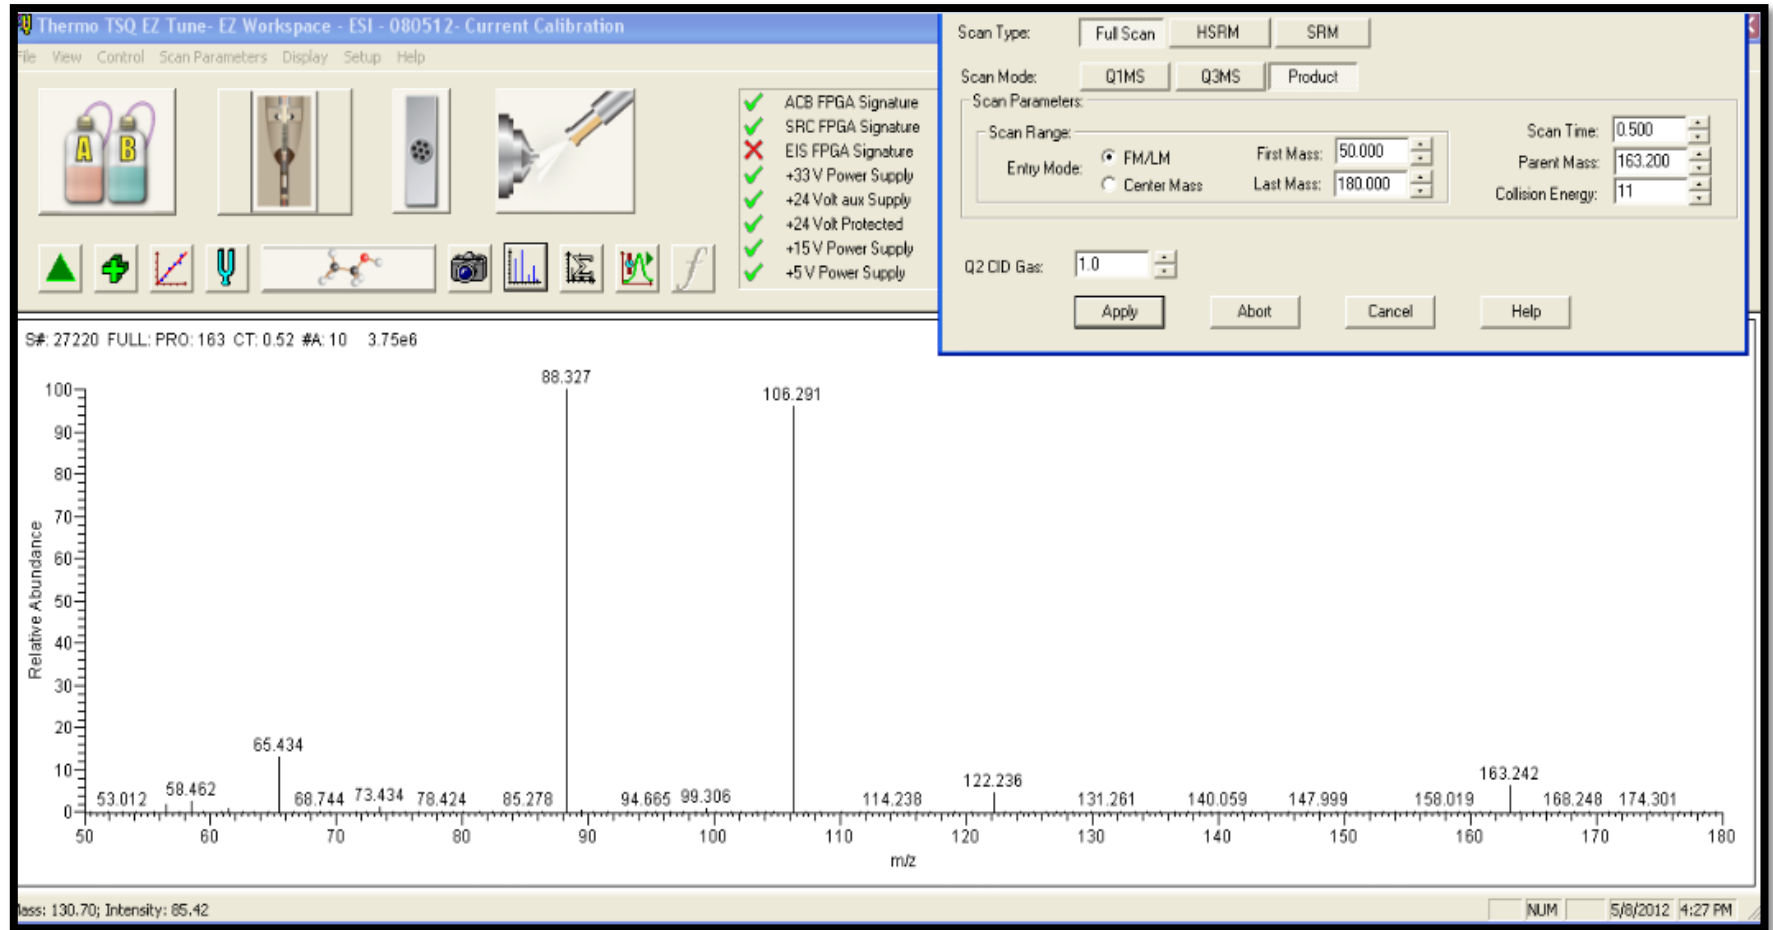 Thermo TSQ EZ Tune- EZ Workspace - ESI - 080512- Current Calibration
File View Control Scan Parameters Display Setup Help
A B
ACB FPGA Signature
SRC FPGA Signature
EIS FPGA Signature
+33 V Power Supply
+24 Volt aux Supply
+24 Volt Protected
+15 V Power Supply
+5 V Power Supply
Scan Type: Full Scan HSRM SRM
Scan Mode: Q1MS Q3MS Product
Scan Parameters:
Scan Range:
Entry Mode: FM/LM
Center Mass
First Mass: 50.000
Last Mass: 180.000
Scan Time: 0.500
Parent Mass: 163.200
Collision Energy: 11
Q2 CID Gas: 1.0
Apply Abort Cancel Help
S#: 27220 FULL: PRO: 163 CT: 0.52 #A: 10 3.75e6
Relative Abundance
100
90
80
70
60
50
40
30
20
10
0
88.327
106.291
65.434
163.242
122.236
53.012 58.462 68.744 73.434 78.424 85.278 94.665 99.306 114.238 131.261 140.059 147.999 158.019 168.248 174.301
50 60 70 80 90 100 110 120 130 140 150 160 170 180
m/z
Mass: 130.70; Intensity: 85.42
NUM 5/8/2012 4:27 PM